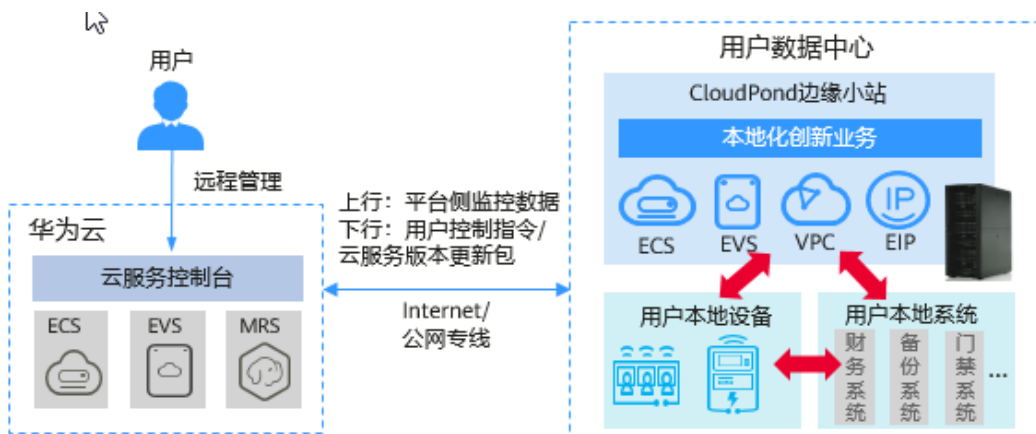 用户
远程管理
华为云
云服务控制台
ECS
EVS
MRS
上行：平台侧监控数据
下行：用户控制指令/
云服务版本更新包
Internet/
公网专线
用户数据中心
CloudPond边缘小站
本地化创新业务
ECS
EVS
VPC
IP
EIP
用户本地设备
用户本地系统
财务系统
备份系统
门禁系统
...